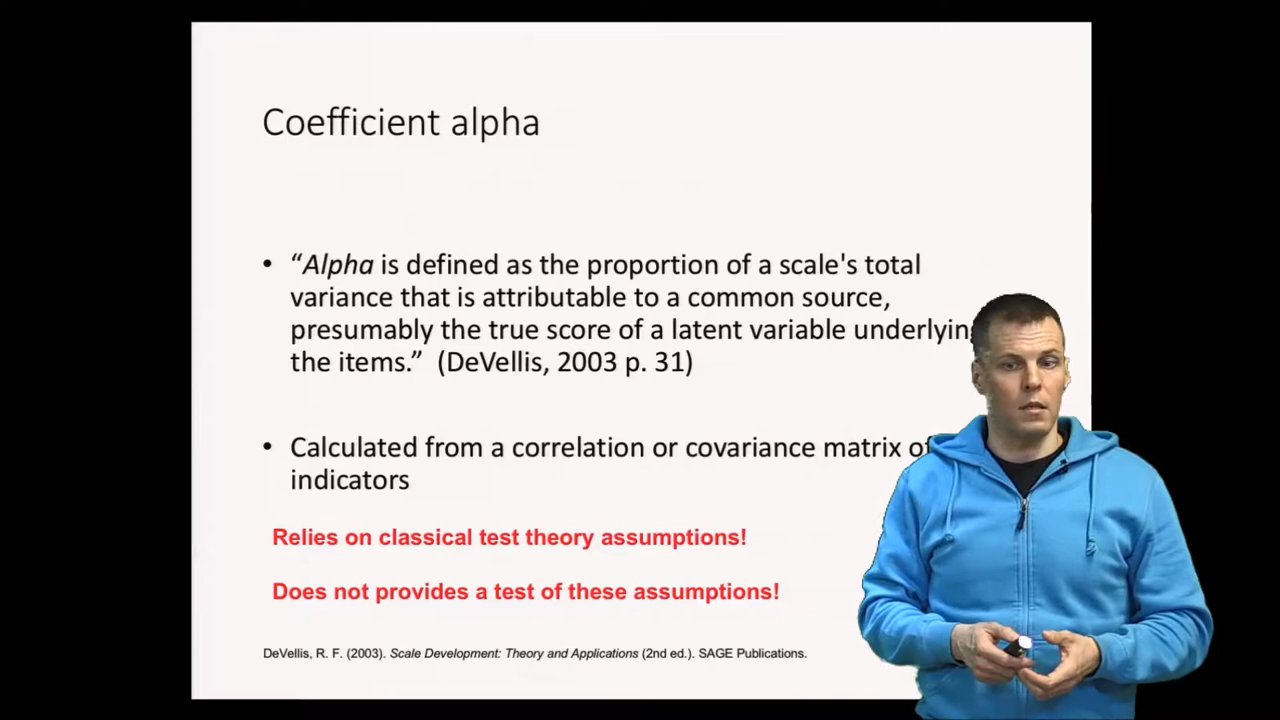 Coefficient alpha
• “Alpha is defined as the proportion of a scale's total
variance that is attributable to a common source,
presumably the true score of a latent variable underlying
the items.” (DeVellis, 2003 p. 31)
• Calculated from a correlation or covariance matrix of
indicators
Relies on classical test theory assumptions!
Does not provides a test of these assumptions!
DeVellis, R. F. (2003). Scale Development: Theory and Applications (2nd ed.). SAGE Publications.